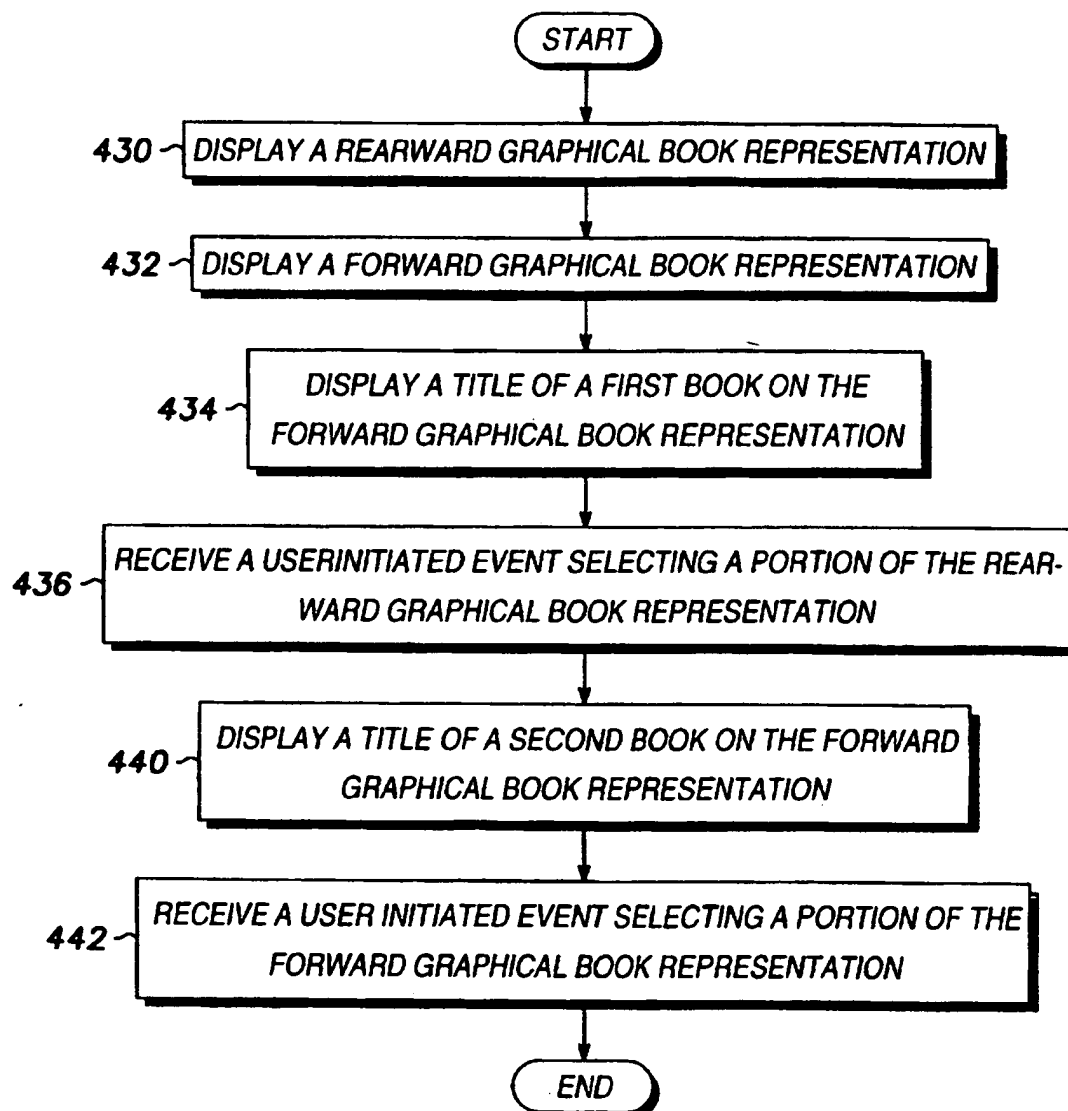 START
430 DISPLAY A REARWARD GRAPHICAL BOOK REPRESENTATION
432 DISPLAY A FORWARD GRAPHICAL BOOK REPRESENTATION
DISPLAY A TITLE OF A FIRST BOOK ON THE
434
FORWARD GRAPHICAL BOOK REPRESENTATION
RECEIVE A USERINITIATED EVENT SELECTING A PORTION OF THE REAR-
436
WARD GRAPHICAL BOOK REPRESENTATION
DISPLAY A TITLE OF A SECOND BOOK ON THE FORWARD
440
GRAPHICAL BOOK REPRESENTATION
RECEIVE A USER INITIATED EVENT SELECTING A PORTION OF THE
442
FORWARD GRAPHICAL BOOK REPRESENTATION
END